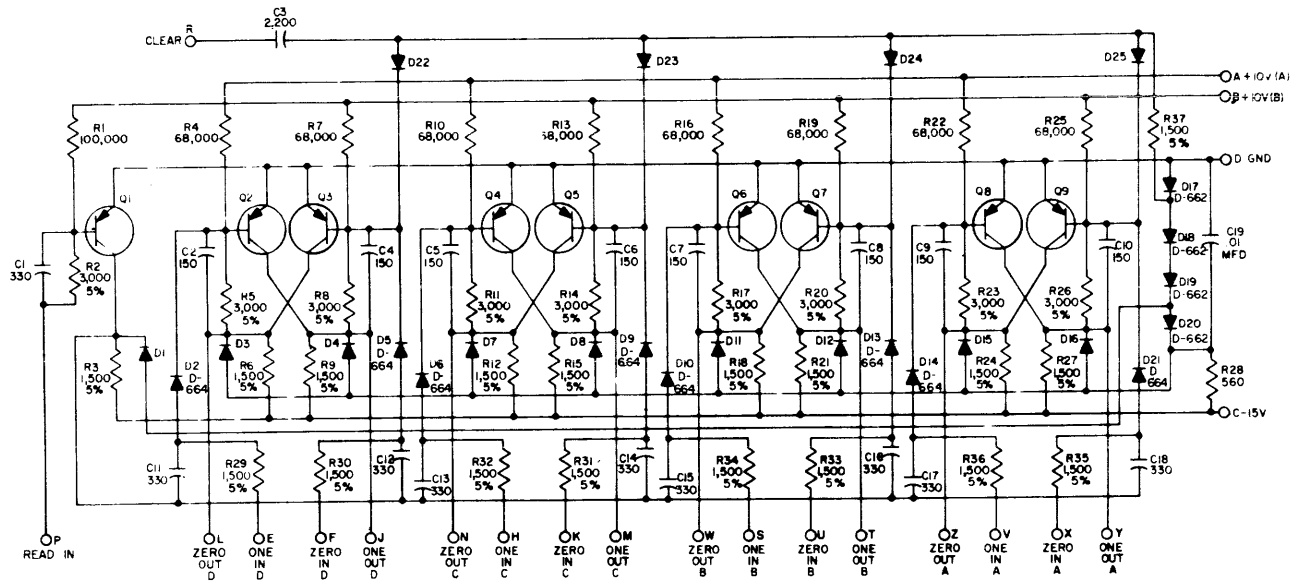 C3
2,200
R
CLEAR
D22
D23
D24
D25
A+10V(A)
B+10V(B)
R1
100,000
R4
68,000
R7
68,000
R10
68,000
R13
68,000
R16
68,000
R19
68,000
R22
68,000
R25
68,000
R37
1,500
5%
D GND
Q1
Q2
Q3
Q4
Q5
Q6
Q7
Q8
Q9
D17
D-662
D18
D-662
D19
D-662
D20
D-662
C19
.01
MFD
C1
330
R2
3,000
5%
C2
150
C4
150
C5
150
C6
150
C7
150
C8
150
C9
150
C10
150
R5
3,000
5%
R8
3,000
5%
R11
3,000
5%
R14
3,000
5%
R17
3,000
5%
R20
3,000
5%
R23
3,000
5%
R26
3,000
5%
R3
1,500
5%
D1
D2
D-
664
D3
R6
1,500
5%
D4
R9
1,500
5%
D5
D-
664
D6
D-
664
D7
R12
1,500
5%
D8
R15
1,500
5%
D9
D-
664
D10
D-
664
D11
R18
1,500
5%
D12
R21
1,500
5%
D13
D-
664
D14
D-
664
D15
R24
1,500
5%
D16
R27
1,500
5%
D21
D
664
R28
560
C-15V
C11
330
R29
1,500
5%
R30
1,500
5%
C12
330
C13
330
R32
1,500
5%
R31
1,500
5%
C14
330
C15
330
R34
1,500
5%
R33
1,500
5%
C16
330
C17
330
R36
1,500
5%
R35
1,500
5%
C18
330
P
READ IN
L
ZERO
OUT
D
E
ONE
IN
D
F
ZERO
IN
D
J
ONE
OUT
D
N
ZERO
OUT
C
H
ONE
IN
C
K
ZERO
IN
C
M
ONE
OUT
C
W
ZERO
OUT
B
S
ONE
IN
B
U
ZERO
IN
B
T
ONE
OUT
B
Z
ZERO
OUT
A
V
ONE
IN
A
X
ZERO
IN
A
Y
ONE
OUT
A